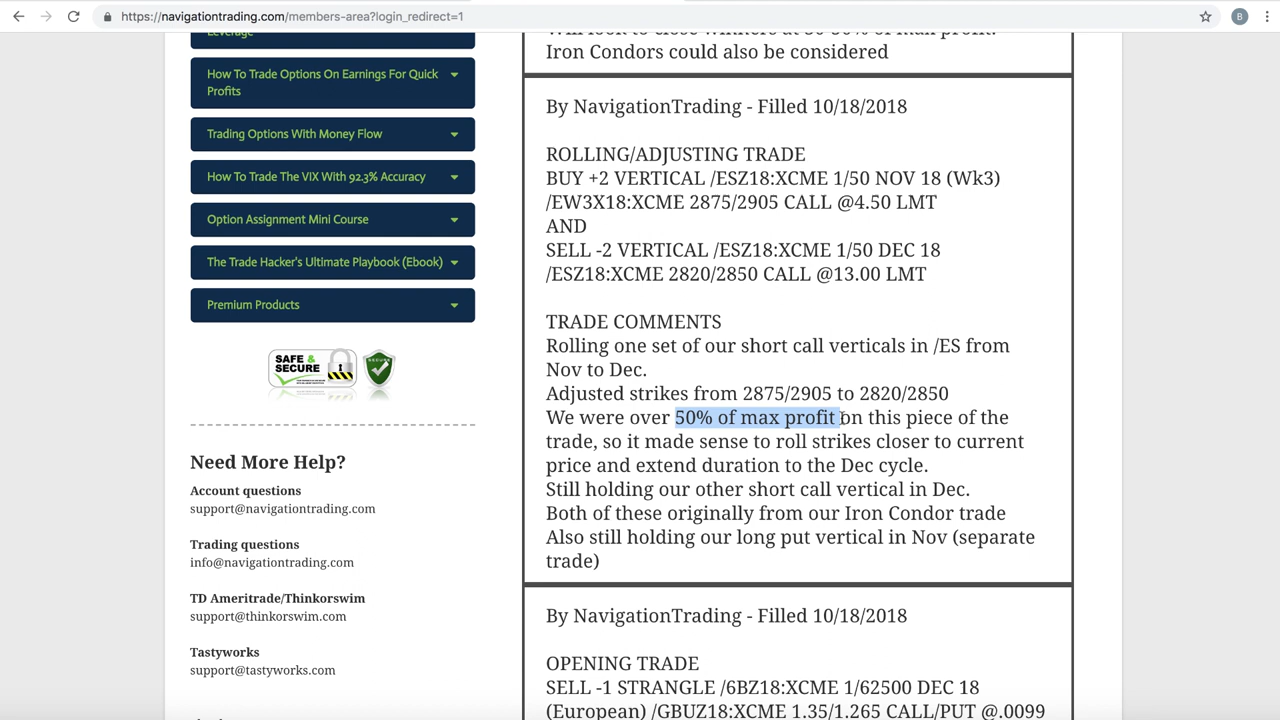 https://navigationtrading.com/members-area?login_redirect=1
B
Leverage
How To Trade Options On Earnings For Quick
Profits
Trading Options With Money Flow
How To Trade The VIX With 92.3% Accuracy
Option Assignment Mini Course
The Trade Hacker's Ultimate Playbook (Ebook)
Premium Products
SAFE &
SECURE
Need More Help?
Account questions
support@navigationtrading.com
Trading questions
info@navigationtrading.com
TD Ameritrade/Thinkorswim
support@thinkorswim.com
Tastyworks
support@tastyworks.com
Will look to close winners at 30-50% of max profit.
Iron Condors could also be considered
By NavigationTrading - Filled 10/18/2018
ROLLING/ADJUSTING TRADE
BUY +2 VERTICAL /ESZ18:XCME 1/50 NOV 18 (Wk3)
/EW3X18:XCME 2875/2905 CALL @4.50 LMT
AND
SELL -2 VERTICAL /ESZ18:XCME 1/50 DEC 18
/ESZ18:XCME 2820/2850 CALL @13.00 LMT
TRADE COMMENTS
Rolling one set of our short call verticals in /ES from
Nov to Dec.
Adjusted strikes from 2875/2905 to 2820/2850
We were over 50% of max profit on this piece of the
trade, so it made sense to roll strikes closer to current
price and extend duration to the Dec cycle.
Still holding our other short call vertical in Dec.
Both of these originally from our Iron Condor trade
Also still holding our long put vertical in Nov (separate
trade)
By NavigationTrading - Filled 10/18/2018
OPENING TRADE
SELL -1 STRANGLE /6BZ18:XCME 1/62500 DEC 18
(European) /GBUZ18:XCME 1.35/1.265 CALL/PUT @.0099